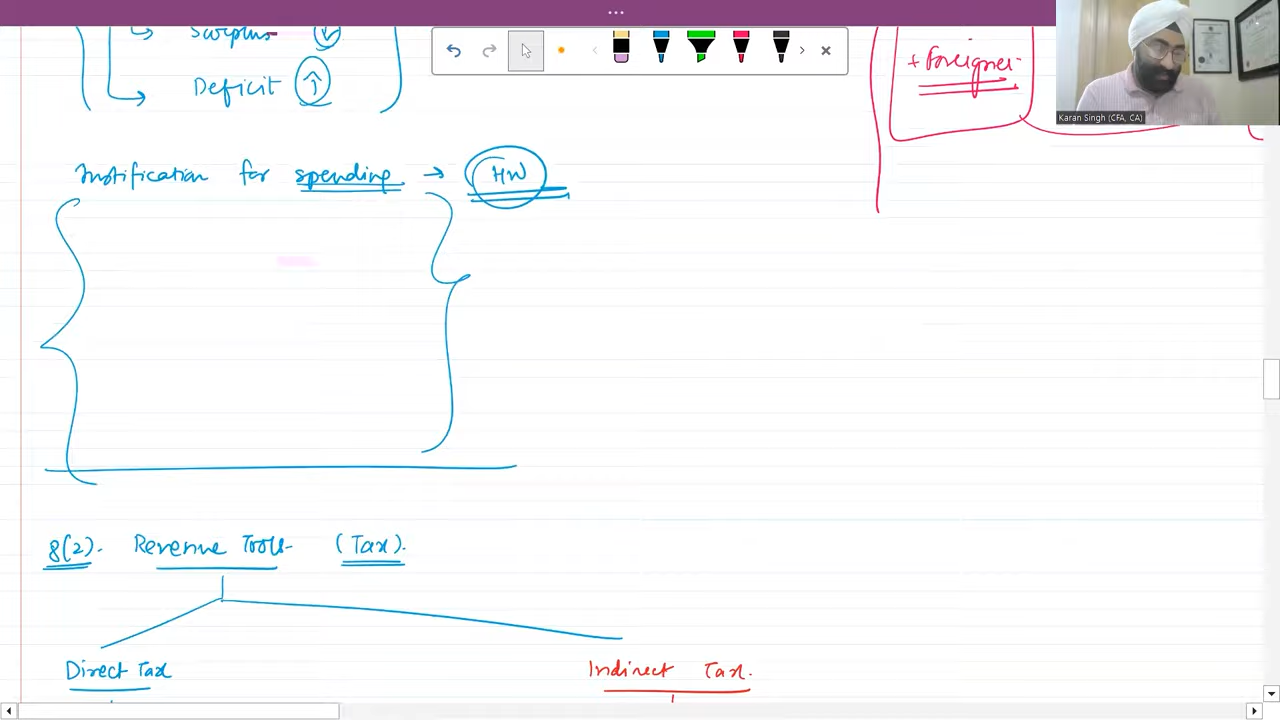 Surplus ↓
Deficit ↑
+ Foreigner
Karan Singh (CFA, CA)
Justification for spending → HW
8(2). Revenue Tools (Tax).
Direct Tax
Indirect Tax.